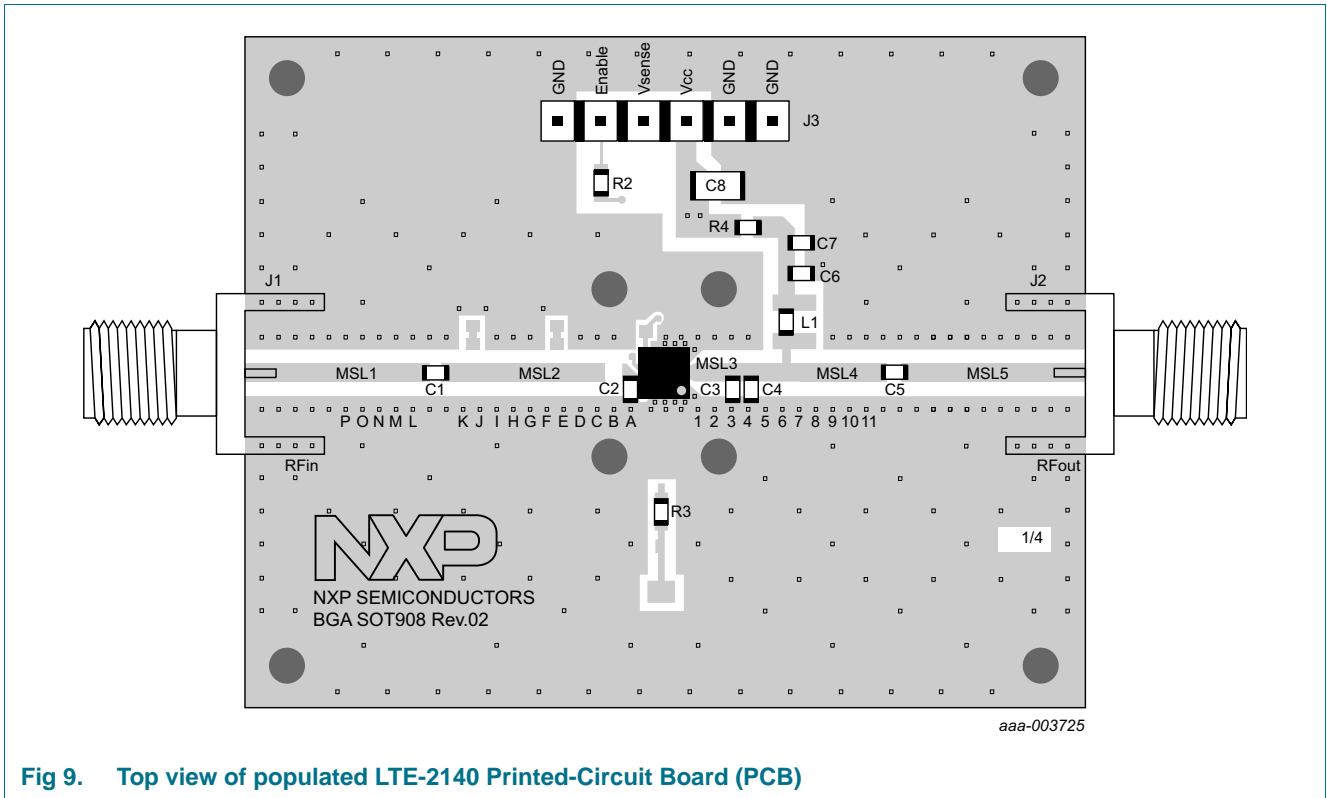 GND Enable Vsense Vcc GND GND
J3
R2
C8
R4
C7
C6
J1
J2
L1
MSL1
MSL2
MSL3
MSL4
MSL5
C1
C2
C3
C4
C5
P O N M L K J I H G F E D C B A 1 2 3 4 5 6 7 8 9 10 11
RFin
RFout
R3
1/4
NXP
NXP SEMICONDUCTORS
BGA SOT908 Rev.02
aaa-003725
Fig 9. Top view of populated LTE-2140 Printed-Circuit Board (PCB)